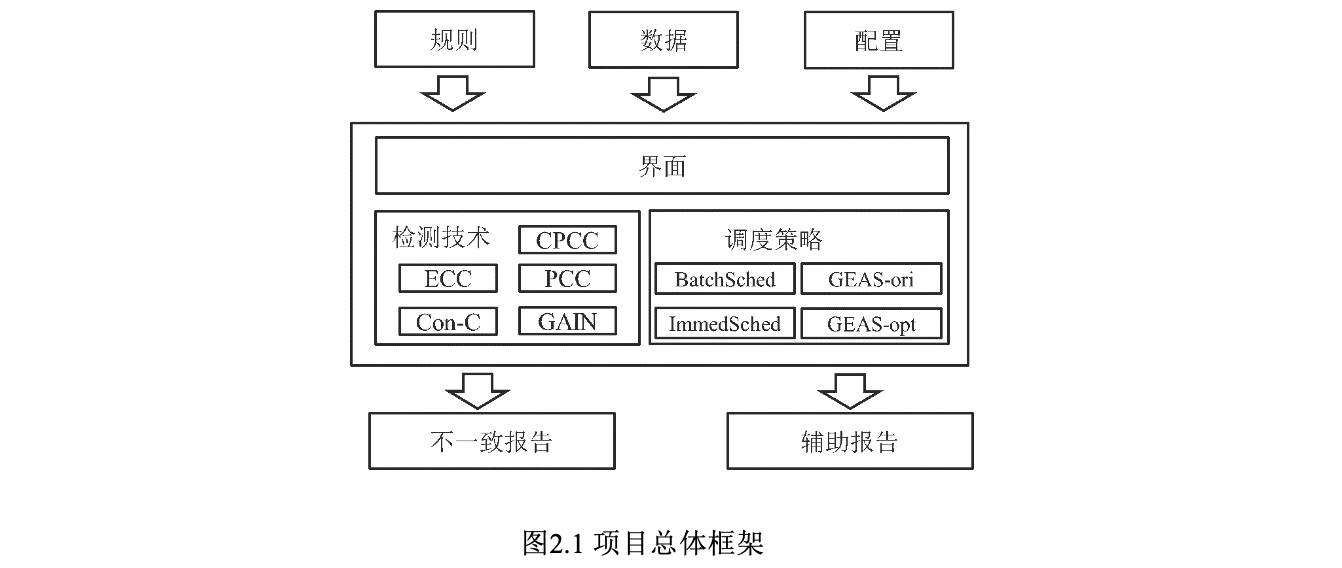 规则 数据 配置
界面
检测技术 CPCC
ECC PCC
Con-C GAIN
调度策略
BatchSched GEAS-ori
ImmedSched GEAS-opt
不一致报告 辅助报告
图2.1 项目总体框架